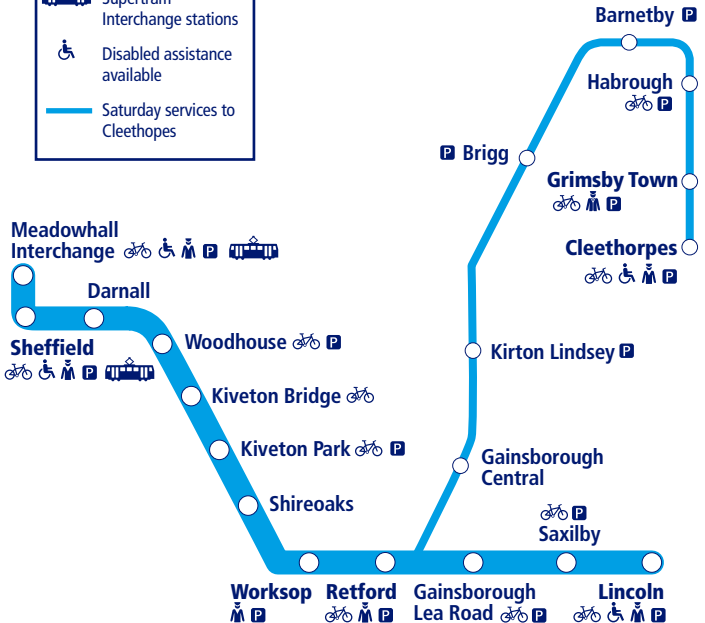 Supertram
Interchange stations
Disabled assistance
available
Saturday services to
Cleethopes
Barnetby P
Habrough
P
P Brigg
Grimsby Town
P
Cleethorpes
P
Meadowhall
Interchange P
Darnall
Sheffield
P
Woodhouse P
Kiveton Bridge
Kiveton Park P
Shireoaks
Kirton Lindsey P
Gainsborough
Central
P
Saxilby
Worksop
P
Retford
P
Gainsborough
Lea Road P
Lincoln
P